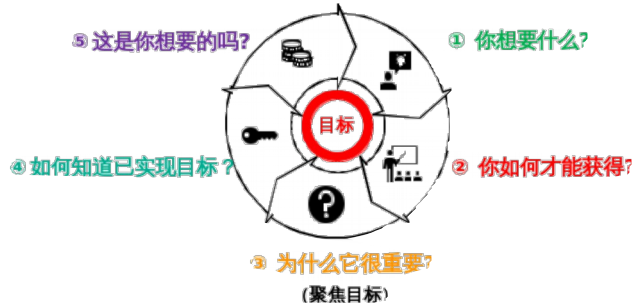 ① 你想要什么?
② 你如何才能获得?
③ 为什么它很重要?
④ 如何知道已实现目标？
⑤ 这是你想要的吗?
目标
(聚焦目标)